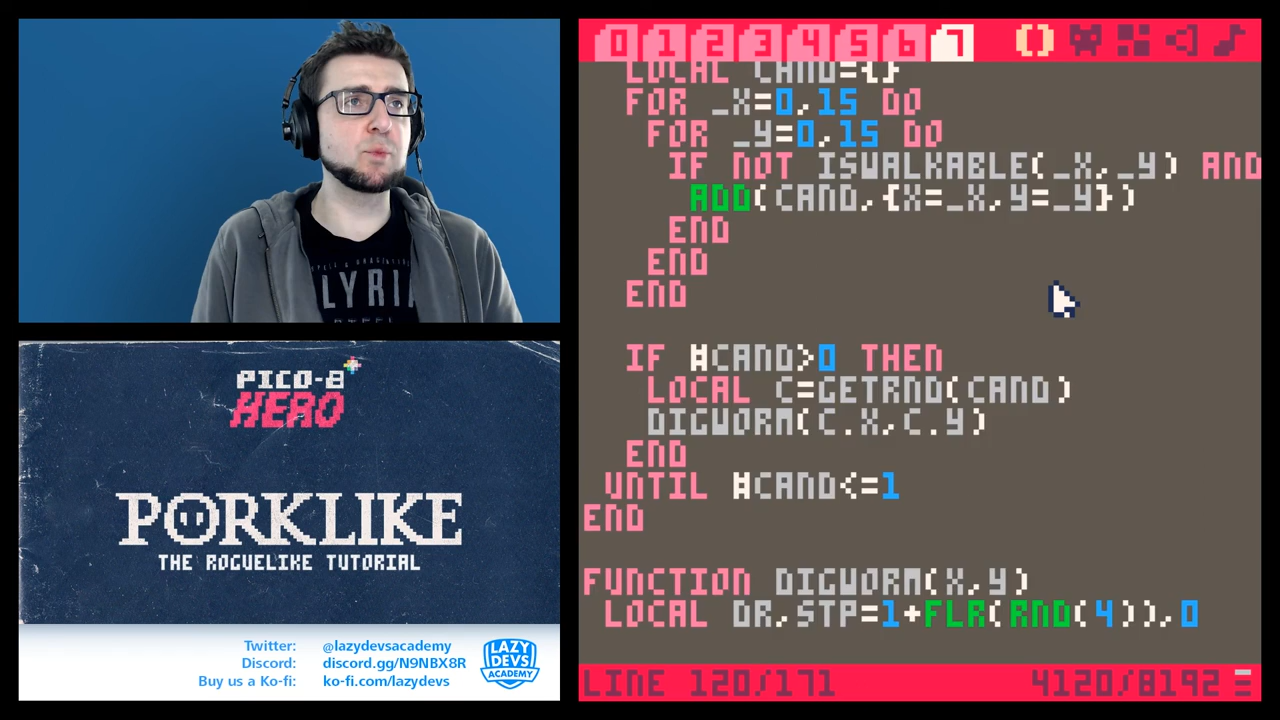 0 1 2 3 4 5 6 7
LOCAL CAND={}
FOR _X=0,15 DO
FOR _Y=0,15 DO
IF NOT ISWALKABLE(_X,_Y) AND
ADD(CAND,{X=_X,Y=_Y})
END
END
END
IF #CAND>0 THEN
LOCAL C=GETRND(CAND)
DIGWORM(C.X,C.Y)
END
UNTIL #CAND<=1
END
FUNCTION DIGWORM(X,Y)
LOCAL DR,STP=1+FLR(RND(4)),0
LINE 120/171
4120/8192
LYRI
PICO-8
HERO
PORKLIKE
THE ROGUELIKE TUTORIAL
Twitter: @lazydevsacademy
Discord: discord.gg/N9NBX8R
Buy us a Ko-fi: ko-fi.com/lazydevs
LAZY
DEVS
ACADEMY